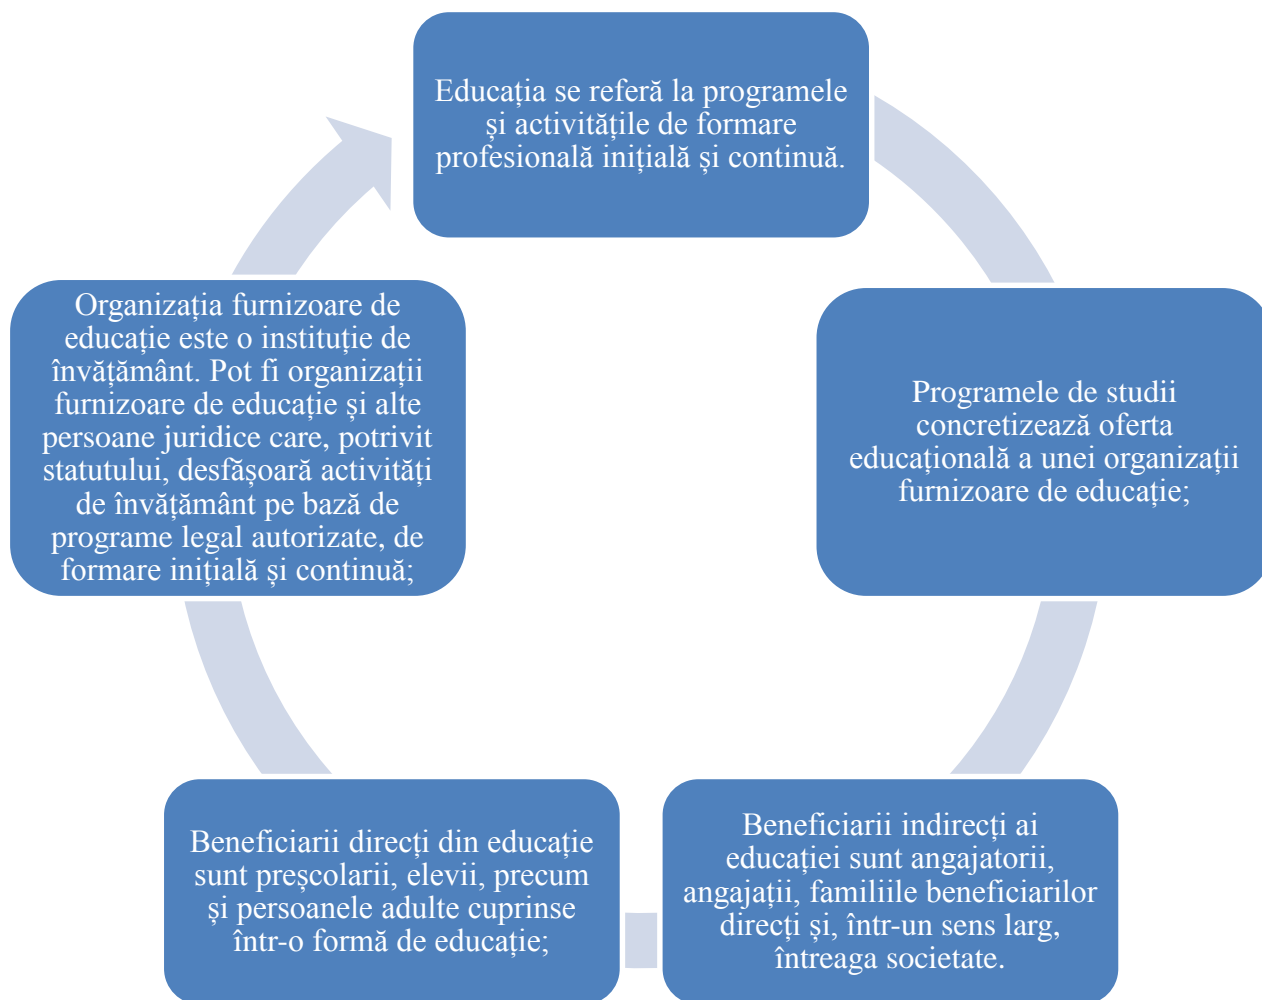 Educația se referă la programele
și activitățile de formare
profesională inițială și continuă.
Programele de studii
concretizează oferta
educațională a unei organizații
furnizoare de educație;
Beneficiarii indirecți ai
educației sunt angajatorii,
angajații, familiile beneficiarilor
direcți și, într-un sens larg,
întreaga societate.
Beneficiarii direcți din educație
sunt preșcolarii, elevii, precum
și persoanele adulte cuprinse
într-o formă de educație;
Organizația furnizoare de
educație este o instituție de
învățământ. Pot fi organizații
furnizoare de educație și alte
persoane juridice care, potrivit
statutului, desfășoară activități
de învățământ pe bază de
programe legal autorizate, de
formare inițială și continuă;